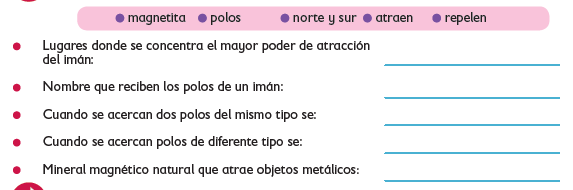 magnetita polos norte y sur atraen repelen
Lugares donde se concentra el mayor poder de atracción
del imán:
Nombre que reciben los polos de un imán:
Cuando se acercan dos polos del mismo tipo se:
Cuando se acercan polos de diferente tipo se:
Mineral magnético natural que atrae objetos metálicos: